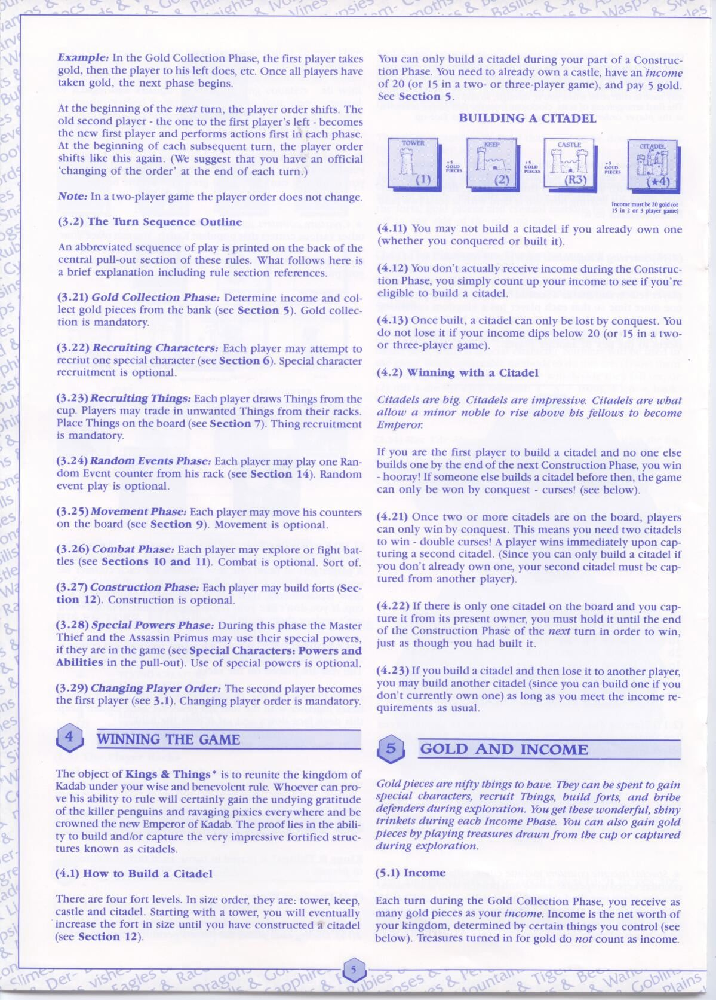 Example: In the Gold Collection Phase, the first player takes
gold, then the player to his left does, etc. Once all players have
taken gold, the next phase begins.
At the beginning of the next turn, the player order shifts. The
old second player - the one to the first player's left - becomes
the new first player and performs actions first in each phase.
At the beginning of each subsequent turn, the player order
shifts like this again. (We suggest that you have an official
'changing of the order' at the end of each turn.)
Note: In a two-player game the player order does not change.
(3.2) The Turn Sequence Outline
An abbreviated sequence of play is printed on the back of the
central pull-out section of these rules. What follows here is
a brief explanation including rule section references.
(3.21) Gold Collection Phase: Determine income and col-
lect gold pieces from the bank (see Section 5). Gold collec-
tion is mandatory.
(3.22) Recruiting Characters: Each player may attempt to
recriut one special character (see Section 6). Special character
recruitment is optional.
(3.23) Recruiting Things: Each player draws Things from the
cup. Players may trade in unwanted Things from their racks.
Place Things on the board (see Section 7). Thing recruitment
is mandatory.
(3.24) Random Events Phase: Each player may play one Ran-
dom Event counter from his rack (see Section 14). Random
event play is optional.
(3.25) Movement Phase: Each player may move his counters
on the board (see Section 9). Movement is optional.
(3.26) Combat Phase: Each player may explore or fight bat-
tles (see Sections 10 and 11). Combat is optional. Sort of.
(3.27) Construction Phase: Each player may build forts (Sec-
tion 12). Construction is optional.
(3.28) Special Powers Phase: During this phase the Master
Thief and the Assassin Primus may use their special powers,
if they are in the game (see Special Characters: Powers and
Abilities in the pull-out). Use of special powers is optional.
(3.29) Changing Player Order: The second player becomes
the first player (see 3.1). Changing player order is mandatory.
4 WINNING THE GAME
The object of Kings & Things* is to reunite the kingdom of
Kadab under your wise and benevolent rule. Whoever can pro-
ve his ability to rule will certainly gain the undying gratitude
of the killer penguins and ravaging pixies everywhere and be
crowned the new Emperor of Kadab. The proof lies in the abili-
ty to build and/or capture the very impressive fortified struc-
tures known as citadels.
(4.1) How to Build a Citadel
There are four fort levels. In size order, they are: tower, keep,
castle and citadel. Starting with a tower, you will eventually
increase the fort in size until you have constructed a citadel
(see Section 12).
You can only build a citadel during your part of a Construc-
tion Phase. You need to already own a castle, have an income
of 20 (or 15 in a two- or three-player game), and pay 5 gold.
See Section 5.
BUILDING A CITADEL
TOWER
(1)
+5
GOLD
PIECES
KEEP
(2)
+5
GOLD
PIECES
CASTLE
(R3)
+5
GOLD
PIECES
CITADEL
(★4)
Income must be 20 gold (or
15 in 2 or 3 player game)
(4.11) You may not build a citadel if you already own one
(whether you conquered or built it).
(4.12) You don't actually receive income during the Construc-
tion Phase, you simply count up your income to see if you're
eligible to build a citadel.
(4.13) Once built, a citadel can only be lost by conquest. You
do not lose it if your income dips below 20 (or 15 in a two-
or three-player game).
(4.2) Winning with a Citadel
Citadels are big. Citadels are impressive. Citadels are what
allow a minor noble to rise above his fellows to become
Emperor.
If you are the first player to build a citadel and no one else
builds one by the end of the next Construction Phase, you win
- hooray! If someone else builds a citadel before then, the game
can only be won by conquest - curses! (see below).
(4.21) Once two or more citadels are on the board, players
can only win by conquest. This means you need two citadels
to win - double curses! A player wins immediately upon cap-
turing a second citadel. (Since you can only build a citadel if
you don't already own one, your second citadel must be cap-
tured from another player).
(4.22) If there is only one citadel on the board and you cap-
ture it from its present owner, you must hold it until the end
of the Construction Phase of the next turn in order to win,
just as though you had built it.
(4.23) If you build a citadel and then lose it to another player,
you may build another citadel (since you can build one if you
don't currently own one) as long as you meet the income re-
quirements as usual.
5 GOLD AND INCOME
Gold pieces are nifty things to have. They can be spent to gain
special characters, recruit Things, build forts, and bribe
defenders during exploration. You get these wonderful, shiny
trinkets during each Income Phase. You can also gain gold
pieces by playing treasures drawn from the cup or captured
during exploration.
(5.1) Income
Each turn during the Gold Collection Phase, you receive as
many gold pieces as your income. Income is the net worth of
your kingdom, determined by certain things you control (see
below). Treasures turned in for gold do not count as income.
5